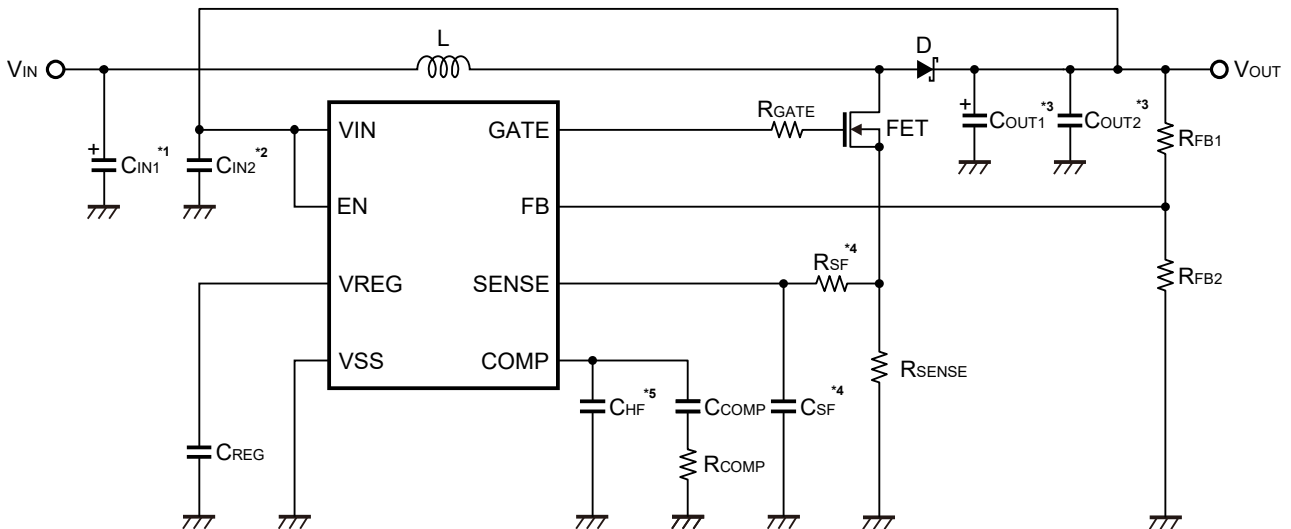 L
D
VIN
VOUT
RGATE
FET
COUT1*3
COUT2*3
RFB1
+
+
CIN1*1
CIN2*2
VIN
GATE
EN
FB
RSF*4
RFB2
VREG
SENSE
VSS
COMP
RSENSE
CHF*5
CCOMP
CSF*4
CREG
RCOMP